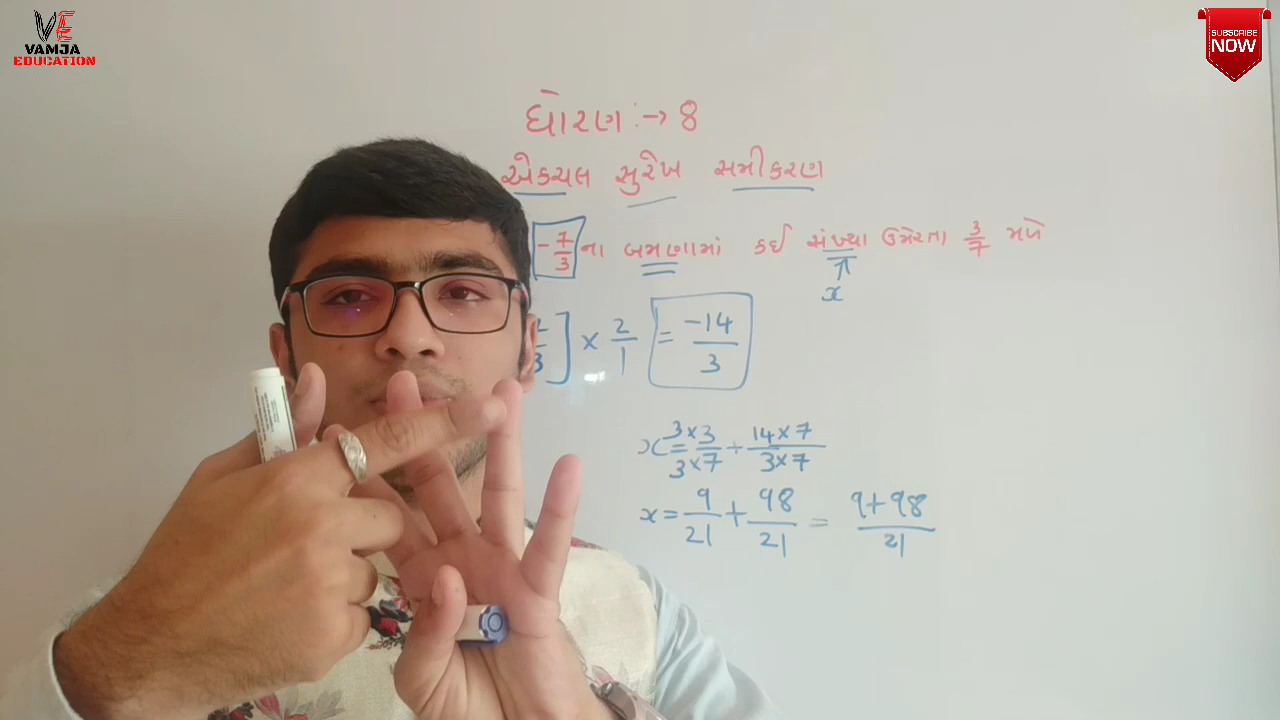 VE
VAMJA
EDUCATION
SUBSCRIBE
NOW
ધોરણ :→ 8
એકચલ સુરેખ સમીકરણ
-7/3 ના બમણામાં કઈ સંખ્યા ઉમેરતા 3/7 મળે
x
] × 2/1 = -14/3
x = 3×3/3×7 + 14×7/3×7
x = 9/21 + 98/21 = 9+98/21